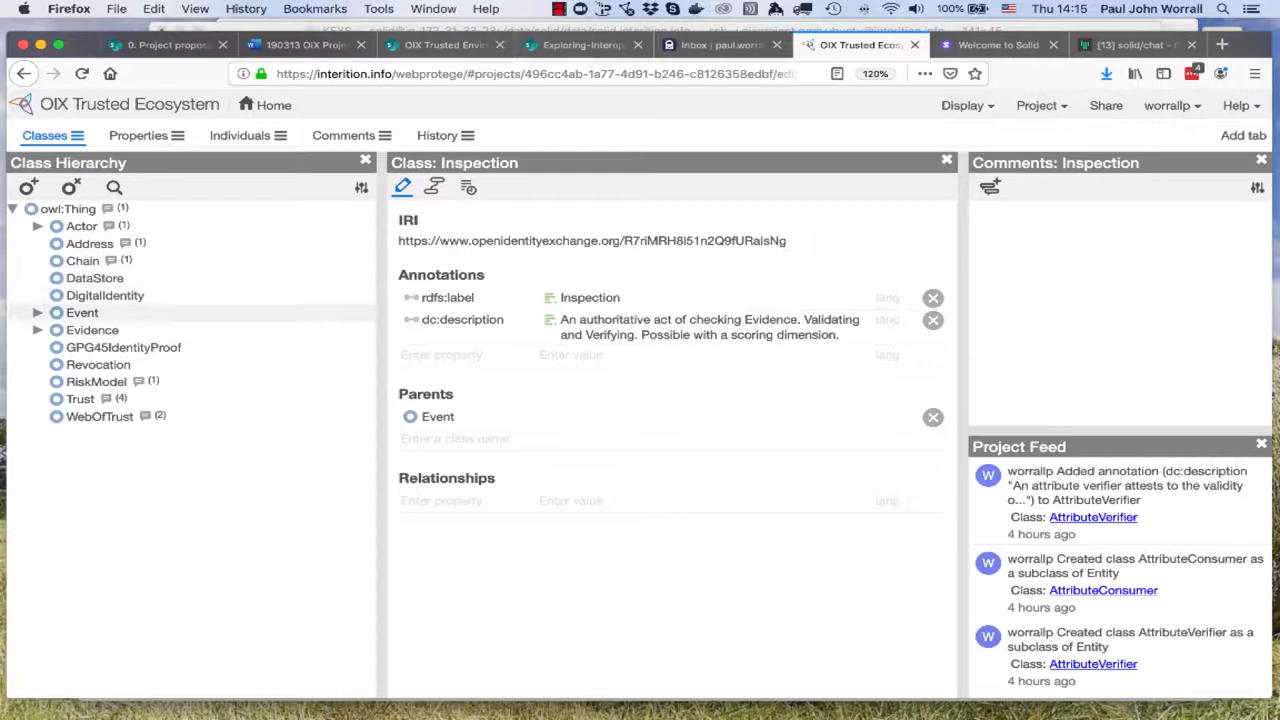 Firefox File Edit View History Bookmarks Tools Window Help 100% Thu 14:15 Paul John Worrall
0. Project propos 190313 OIX Proj OIX Trusted Envi Exploring-Interop Inbox | paul.worra OIX Trusted Ecos Welcome to Solid [13] solid/chat –
https://interition.info/webprotege/#projects/496cc4ab-1a77-4d91-b246-c8126358edbf/edi 120% 4
OIX Trusted Ecosystem Home Display Project Share worrallp Help
Classes Properties Individuals Comments History Add tab
Class Hierarchy
owl:Thing (1)
Actor (1)
Address (1)
Chain (1)
DataStore
DigitalIdentity
Event
Evidence
GPG45IdentityProof
Revocation
RiskModel (1)
Trust (4)
WebOfTrust (2)
Class: Inspection
IRI
https://www.openidentityexchange.org/R7riMRH8l51n2Q9fURalsNg
Annotations
rdfs:label Inspection lang
dc:description An authoritative act of checking Evidence. Validating lang
and Verifying. Possible with a scoring dimension.
Enter property Enter value lang
Parents
Event
Enter a class name
Relationships
Enter property Enter value lang
Comments: Inspection
Project Feed
W worrallp Added annotation (dc:description
"An attribute verifier attests to the validity
o...") to AttributeVerifier
Class: AttributeVerifier
4 hours ago
W worrallp Created class AttributeConsumer as
a subclass of Entity
Class: AttributeConsumer
4 hours ago
W worrallp Created class AttributeVerifier as a
subclass of Entity
Class: AttributeVerifier
4 hours ago